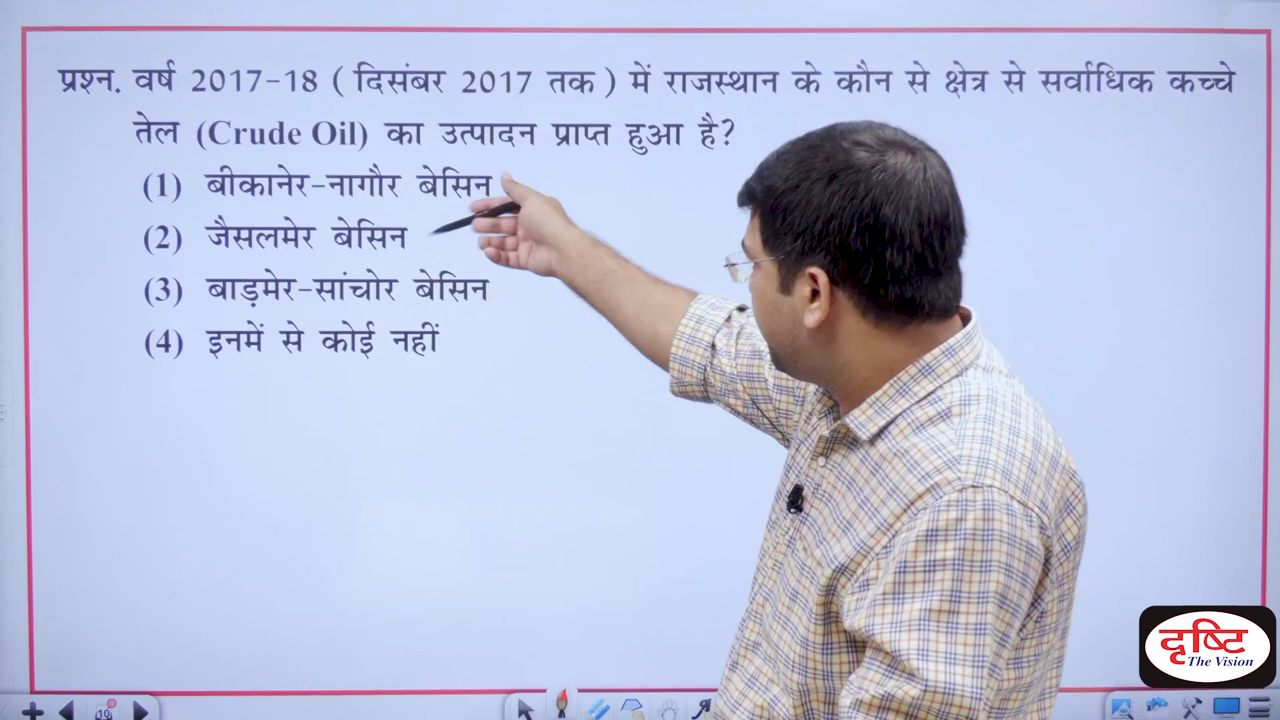 प्रश्न. वर्ष 2017-18 ( दिसंबर 2017 तक ) में राजस्थान के कौन से क्षेत्र से सर्वाधिक कच्चे
तेल (Crude Oil) का उत्पादन प्राप्त हुआ है?
(1) बीकानेर-नागौर बेसिन
(2) जैसलमेर बेसिन
(3) बाड़मेर-सांचोर बेसिन
(4) इनमें से कोई नहीं
दृष्टि
The Vision
10